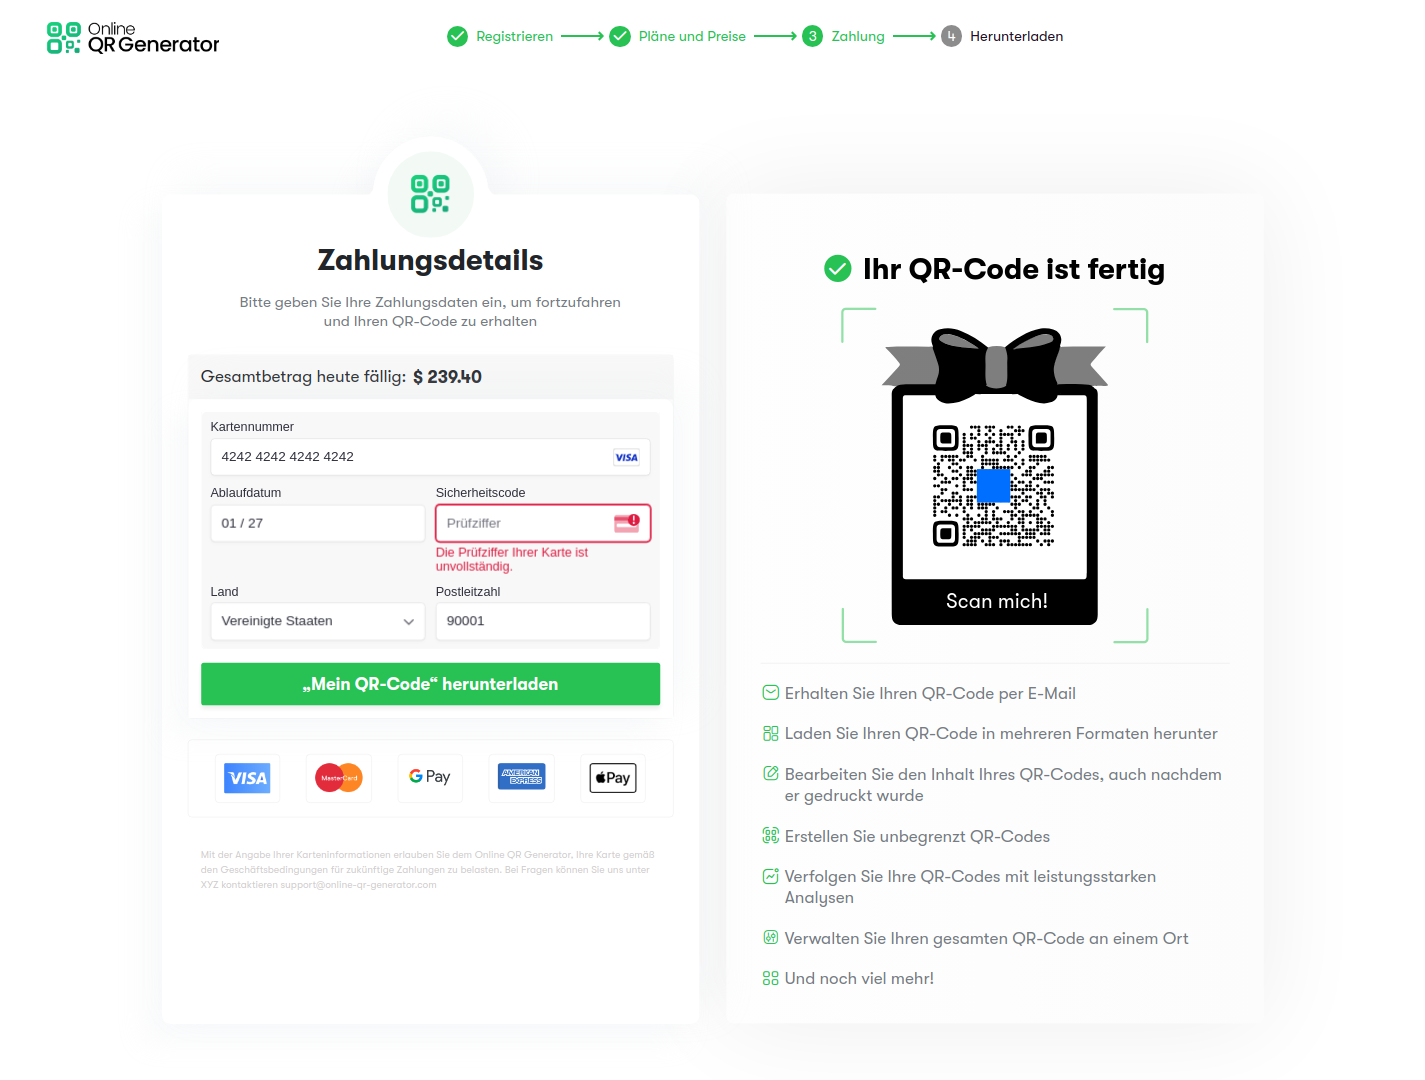 Online
QR Generator
Registrieren
Pläne und Preise
3 Zahlung
4 Herunterladen
Zahlungsdetails
Bitte geben Sie Ihre Zahlungsdaten ein, um fortzufahren
und Ihren QR-Code zu erhalten
Gesamtbetrag heute fällig: $ 239.40
Kartennummer
4242 4242 4242 4242
VISA
Ablaufdatum
Sicherheitscode
01 / 27
Prüfziffer
Die Prüfziffer Ihrer Karte ist
unvollständig.
Land
Postleitzahl
Vereinigte Staaten
90001
„Mein QR-Code“ herunterladen
VISA
MasterCard
G Pay
AMERICAN EXPRESS
Pay
Mit der Angabe Ihrer Karteninformationen erlauben Sie dem Online QR Generator, Ihre Karte gemäß
den Geschäftsbedingungen für zukünftige Zahlungen zu belasten. Bei Fragen können Sie uns unter
XYZ kontaktieren support@online-qr-generator.com
Ihr QR-Code ist fertig
Scan mich!
Erhalten Sie Ihren QR-Code per E-Mail
Laden Sie Ihren QR-Code in mehreren Formaten herunter
Bearbeiten Sie den Inhalt Ihres QR-Codes, auch nachdem
er gedruckt wurde
Erstellen Sie unbegrenzt QR-Codes
Verfolgen Sie Ihre QR-Codes mit leistungsstarken
Analysen
Verwalten Sie Ihren gesamten QR-Code an einem Ort
Und noch viel mehr!